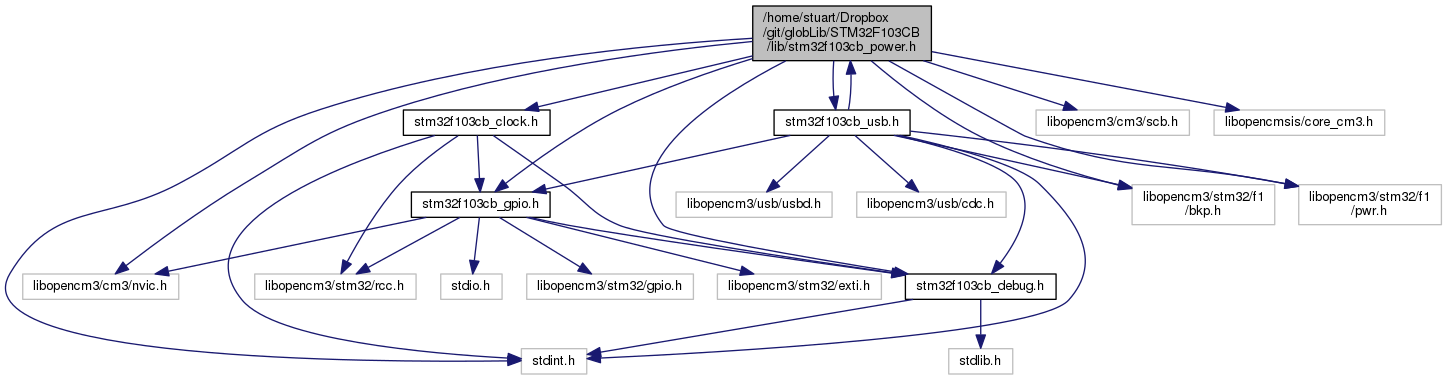 /home/stuart/Dropbox
/git/globLib/STM32F103CB
/lib/stm32f103cb_power.h
stm32f103cb_clock.h
stm32f103cb_usb.h
libopencm3/cm3/scb.h
libopencmsis/core_cm3.h
stm32f103cb_gpio.h
libopencm3/usb/usbd.h
libopencm3/usb/cdc.h
libopencm3/stm32/f1
/bkp.h
libopencm3/stm32/f1
/pwr.h
libopencm3/cm3/nvic.h
libopencm3/stm32/rcc.h
stdio.h
libopencm3/stm32/gpio.h
libopencm3/stm32/exti.h
stm32f103cb_debug.h
stdint.h
stdlib.h